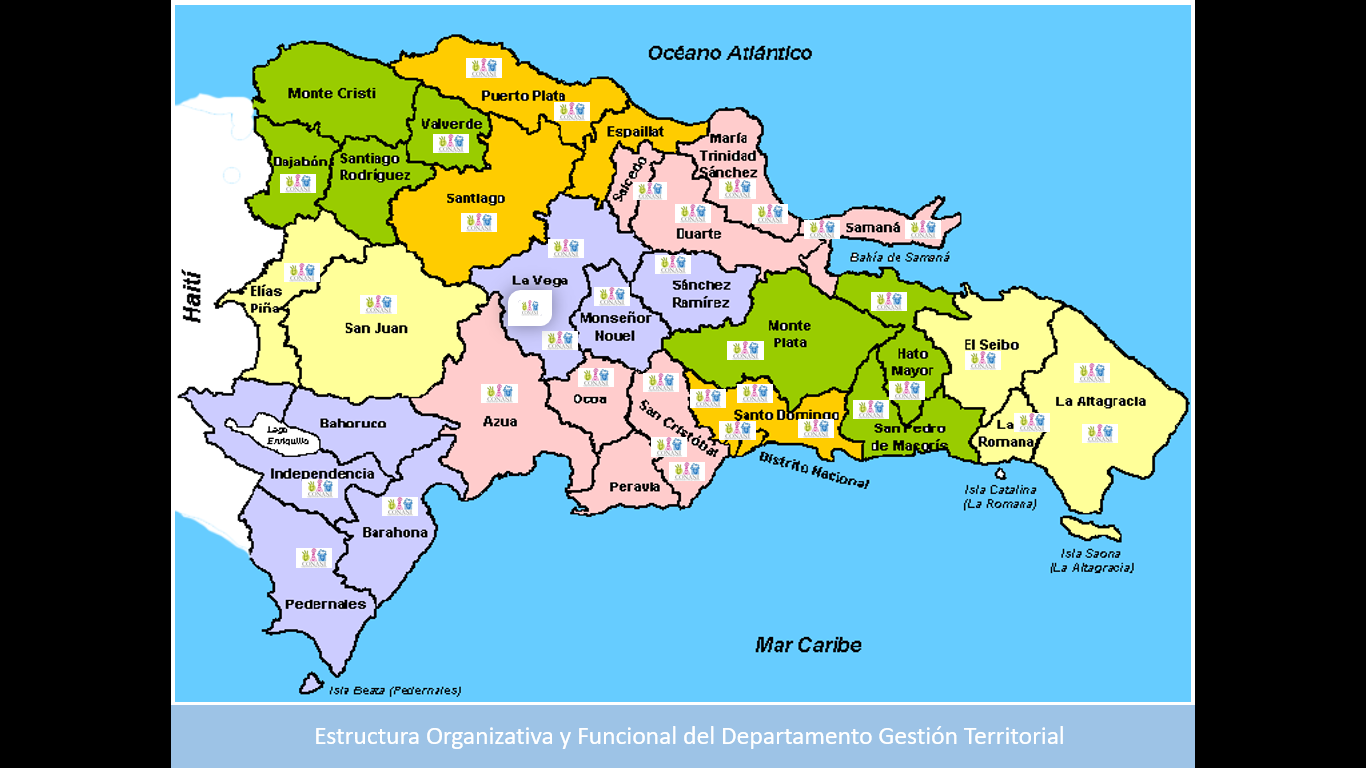 Océano Atlántico
Monte Cristi
Puerto Plata
Valverde
Espaillat
María
Trinidad
Sánchez
Dajabón
Santiago
Rodríguez
Salcedo
Santiago
Duarte
Samaná
Bahía de Samaná
Haití
Elías
Piña
San Juan
La Vega
Sánchez
Ramírez
Monseñor
Nouel
Monte
Plata
Hato
Mayor
El Seibo
La Altagracia
Azua
Ocoa
San Cristóbal
Santo Domingo
San Pedro
de Macorís
La
Romana
Bahoruco
Lago
Enriquillo
Independencia
Peravia
Distrito Nacional
Isla Catalina
(La Romana)
Barahona
Isla Saona
(La Altagracia)
Pedernales
Mar Caribe
Isla Beata (Pedernales)
CONANI
Estructura Organizativa y Funcional del Departamento Gestión Territorial